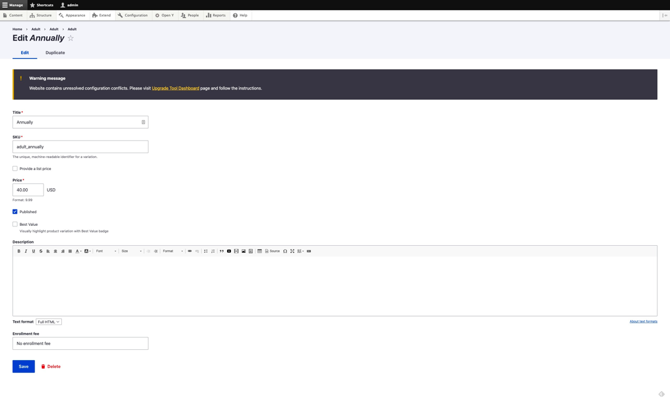 Manage Shortcuts admin
Content Structure Appearance Extend Configuration Open Y People Reports Help
Home Adult Adult Adult
Edit Annually
Edit Duplicate
Warning message
Website contains unresolved configuration conflicts. Please visit Upgrade Tool Dashboard page and follow the instructions.
Title*
Annually
SKU*
adult_annually
The unique, machine-readable identifier for a variation.
Provide a list price
Price*
40.00 USD
Format: 9.99
Published
Best Value
Visually highlight product variation with Best Value badge
Description
Font Size Format Source
Text format Full HTML About text formats
Enrollment fee
No enrollment fee
Save Delete